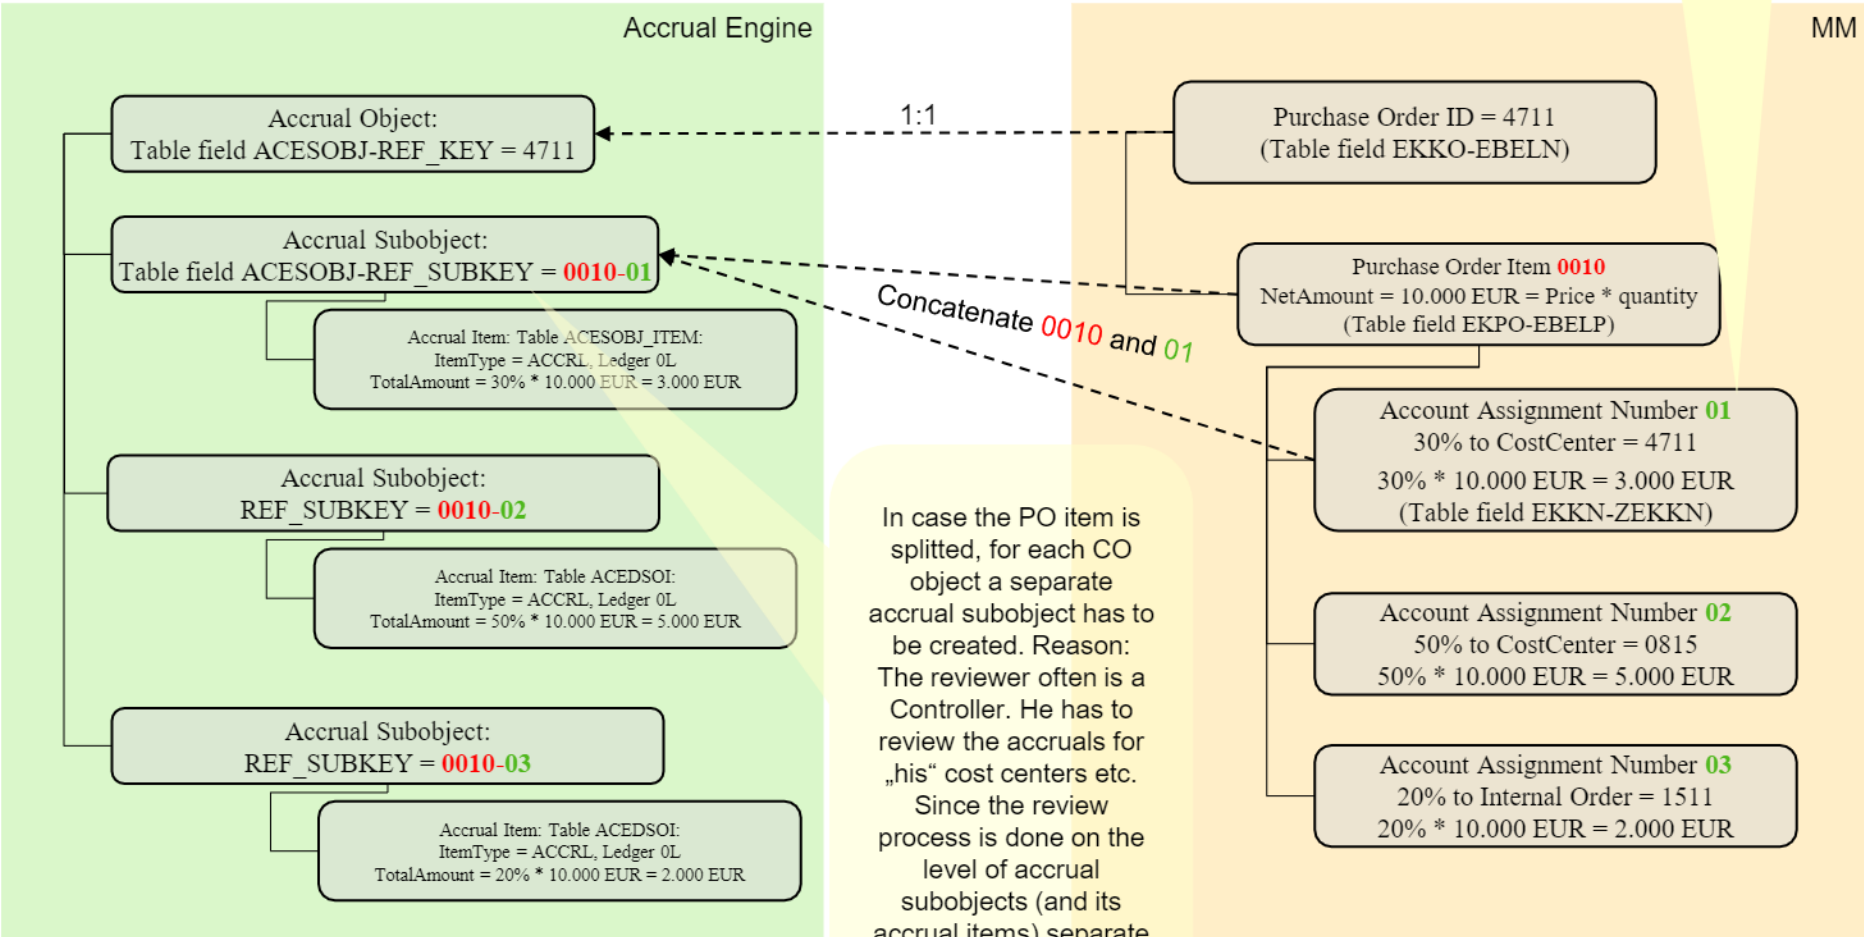 Accrual Engine
Accrual Object:
Table field ACESOBJ-REF_KEY = 4711
Accrual Subobject:
Table field ACESOBJ-REF_SUBKEY = 0010-01
Accrual Item: Table ACESOBJ_ITEM:
ItemType = ACCRL, Ledger 0L
TotalAmount = 30% * 10.000 EUR = 3.000 EUR
Accrual Subobject:
REF_SUBKEY = 0010-02
Accrual Item: Table ACEDSOI:
ItemType = ACCRL, Ledger 0L
TotalAmount = 50% * 10.000 EUR = 5.000 EUR
Accrual Subobject:
REF_SUBKEY = 0010-03
Accrual Item: Table ACEDSOI:
ItemType = ACCRL, Ledger 0L
TotalAmount = 20% * 10.000 EUR = 2.000 EUR
1:1
Concatenate 0010 and 01
In case the PO item is
splitted, for each CO
object a separate
accrual subobject has to
be created. Reason:
The reviewer often is a
Controller. He has to
review the accruals for
„his“ cost centers etc.
Since the review
process is done on the
level of accrual
subobjects (and its
accrual items) separate
MM
Purchase Order ID = 4711
(Table field EKKO-EBELN)
Purchase Order Item 0010
NetAmount = 10.000 EUR = Price * quantity
(Table field EKPO-EBELP)
Account Assignment Number 01
30% to CostCenter = 4711
30% * 10.000 EUR = 3.000 EUR
(Table field EKKN-ZEKKN)
Account Assignment Number 02
50% to CostCenter = 0815
50% * 10.000 EUR = 5.000 EUR
Account Assignment Number 03
20% to Internal Order = 1511
20% * 10.000 EUR = 2.000 EUR